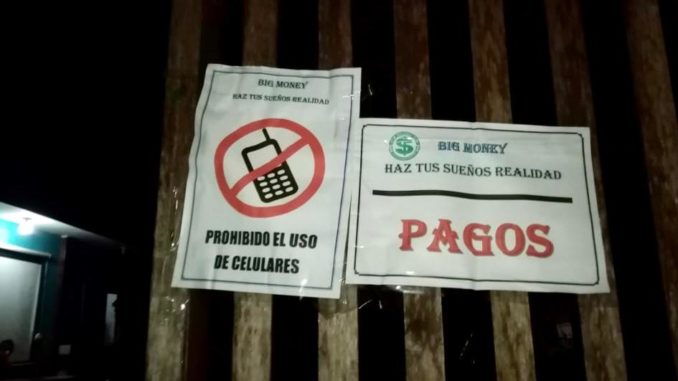 BIG MONEY
HAZ TUS SUEÑOS REALIDAD
PROHIBIDO EL USO
DE CELULARES
BIG MONEY
HAZ TUS SUEÑOS REALIDAD
PAGOS